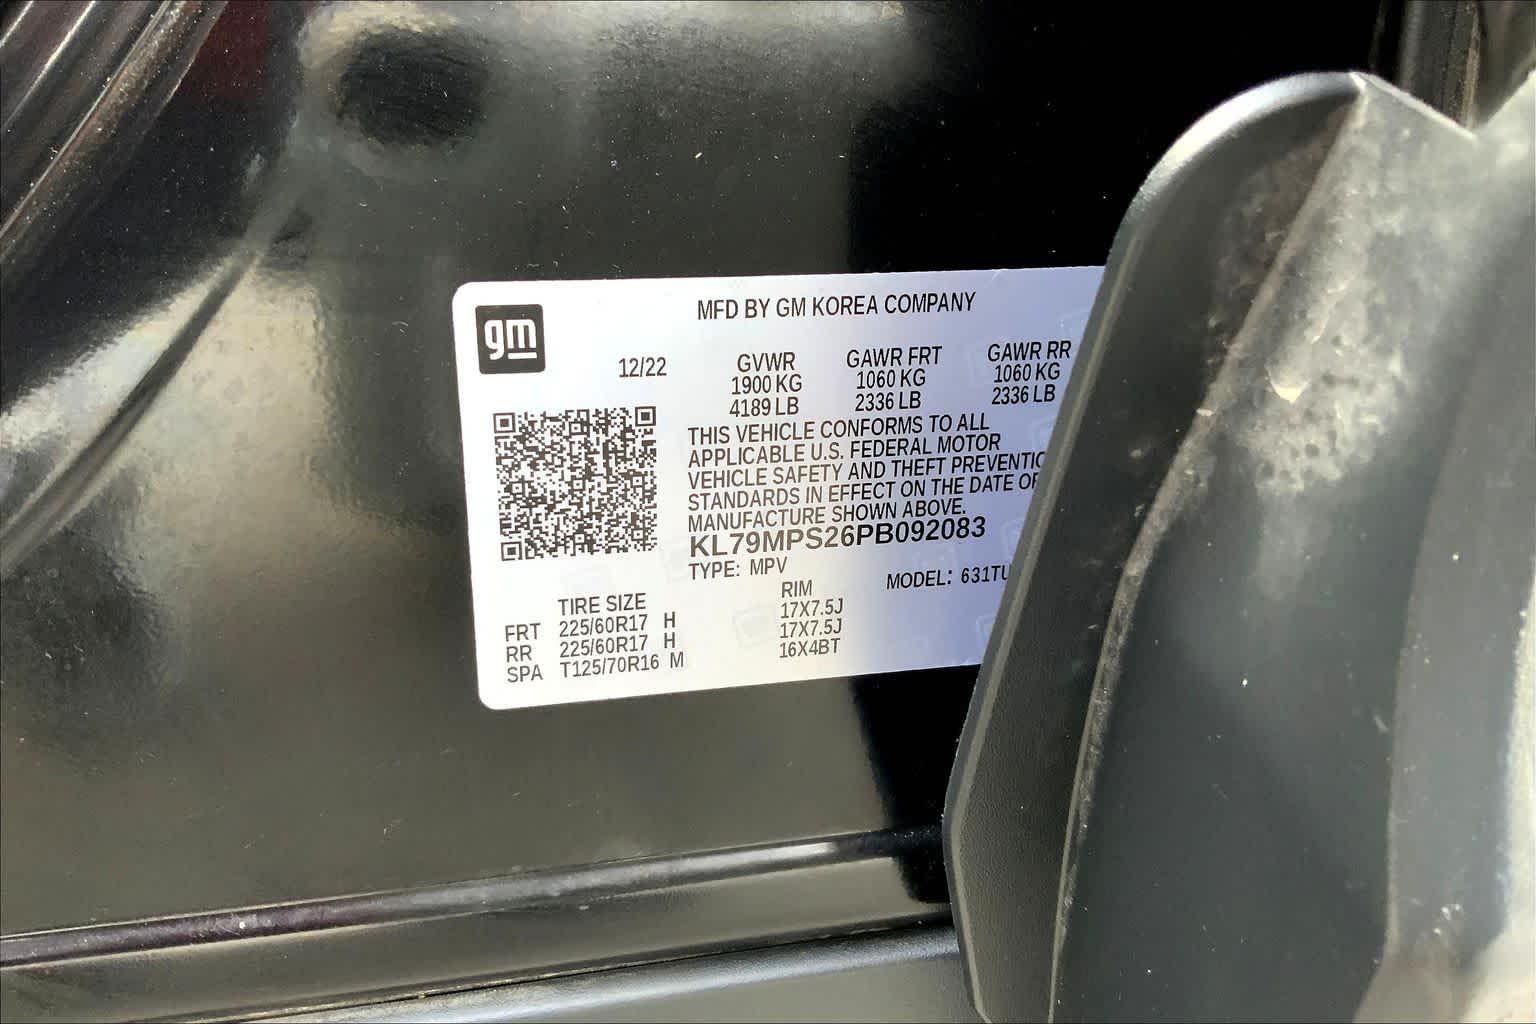 gm
MFD BY GM KOREA COMPANY
12/22 GVWR GAWR FRT GAWR RR
1900 KG 1060 KG 1060 KG
4189 LB 2336 LB 2336 LB
THIS VEHICLE CONFORMS TO ALL
APPLICABLE U.S. FEDERAL MOTOR
VEHICLE SAFETY AND THEFT
STANDARDS IN EFFECT ON THE DATE
MANUFACTURE SHOWN ABOVE.
KL79MPS26PB092083
TYPE: MPV MODEL:
TIRE SIZE RIM
FRT 225/60R17 H 17X7.5J
RR 225/60R17 H 17X7.5J
SPA T125/70R16 M 16X4BT